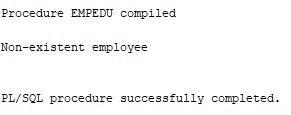 Procedure EMPEDU compiled
Non-existent employee
PL/SQL procedure successfully completed.